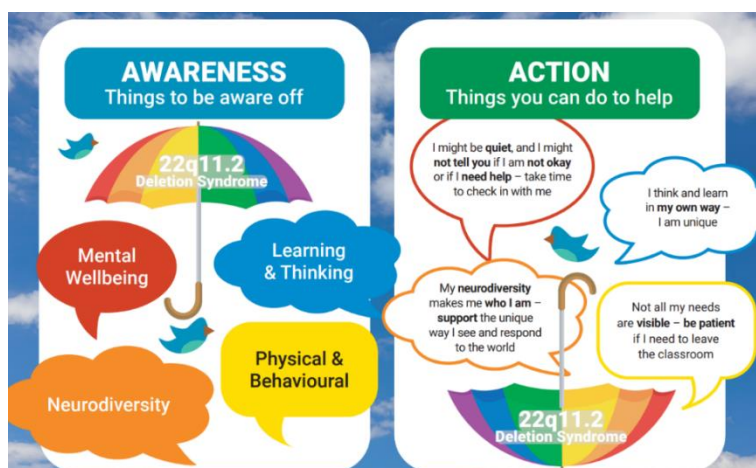 AWARENESS
Things to be aware off
22q11.2
Deletion Syndrome
Mental
Wellbeing
Learning
& Thinking
Physical &
Behavioural
Neurodiversity
ACTION
Things you can do to help
I might be quiet, and I might
not tell you if I am not okay
or if I need help – take time
to check in with me
I think and learn
in my own way –
I am unique
My neurodiversity
makes me who I am –
support the unique
way I see and respond
to the world
Not all my needs
are visible – be patient
if I need to leave
the classroom
22q11.2
Deletion Syndrome